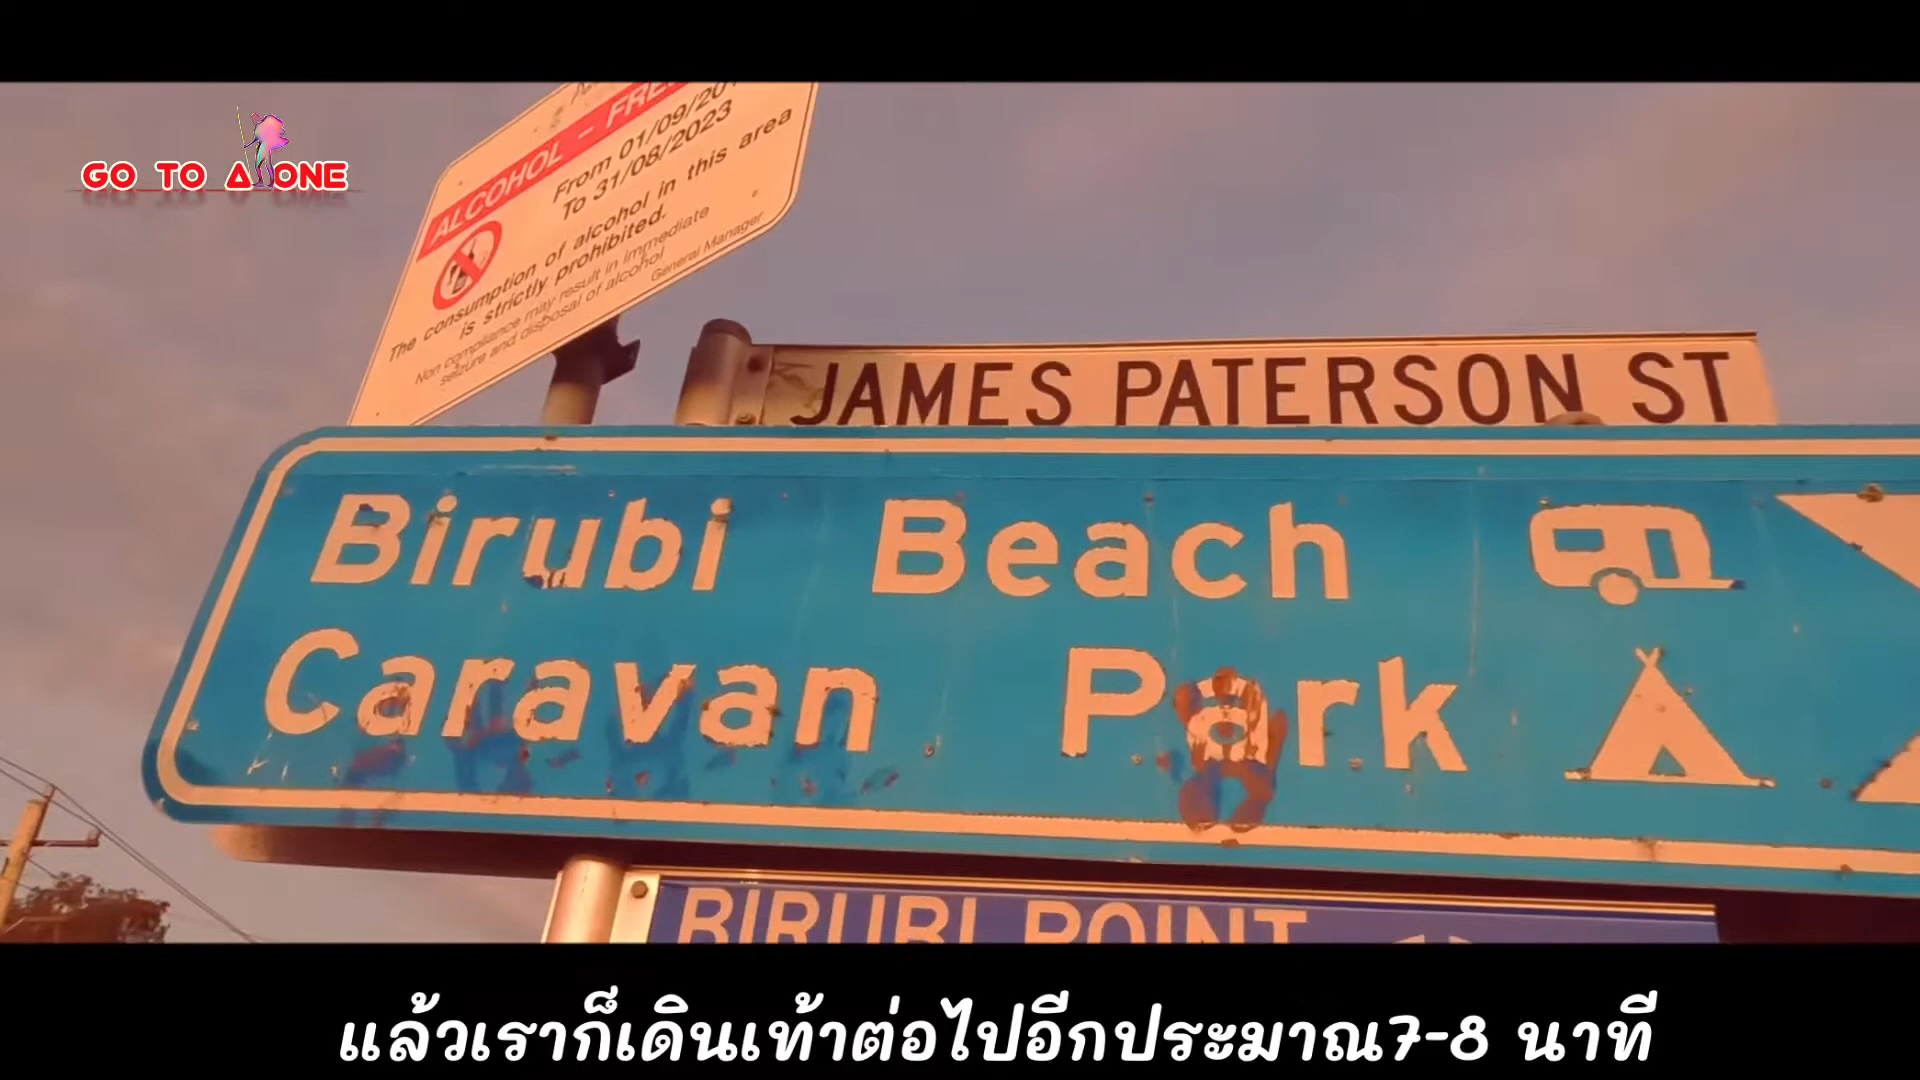 GO TO ALONE
ALCOHOL - FREE
From 01/09/20
To 31/08/2023
The consumption of alcohol in this area
is strictly prohibited.
Non compliance may result in immediate
seizure and disposal of alcohol
General Manager
JAMES PATERSON ST
Birubi Beach
Caravan Park
BIRUBI POINT
แล้วเราก็เดินเท้าต่อไปอีกประมาณ7-8 นาที